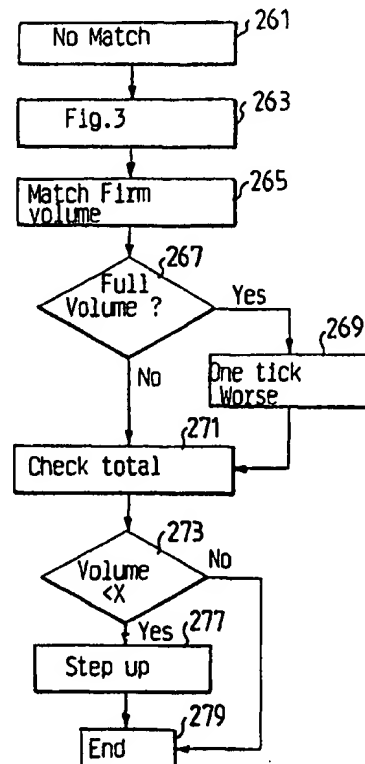 No Match
261
Fig.3
263
Match Firm
volume
265
Full
Volume ?
267
Yes
No
One tick
Worse
269
Check total
271
Volume
<X
273
No
Yes
Step up
277
End
279